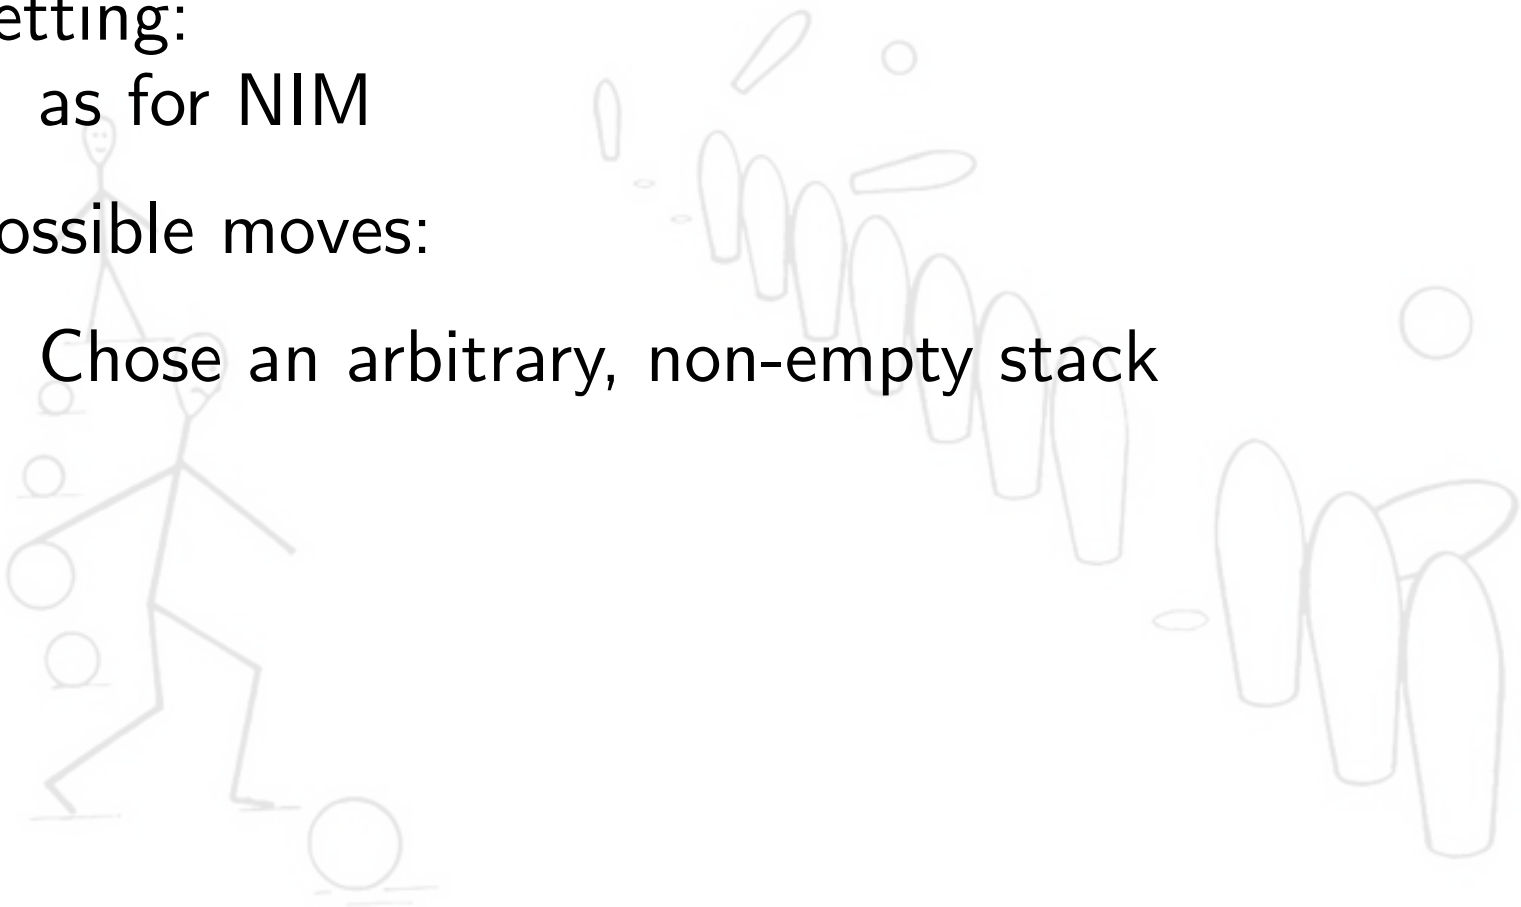 etting:
as for NIM
ossible moves:
Chose an arbitrary, non-empty stack